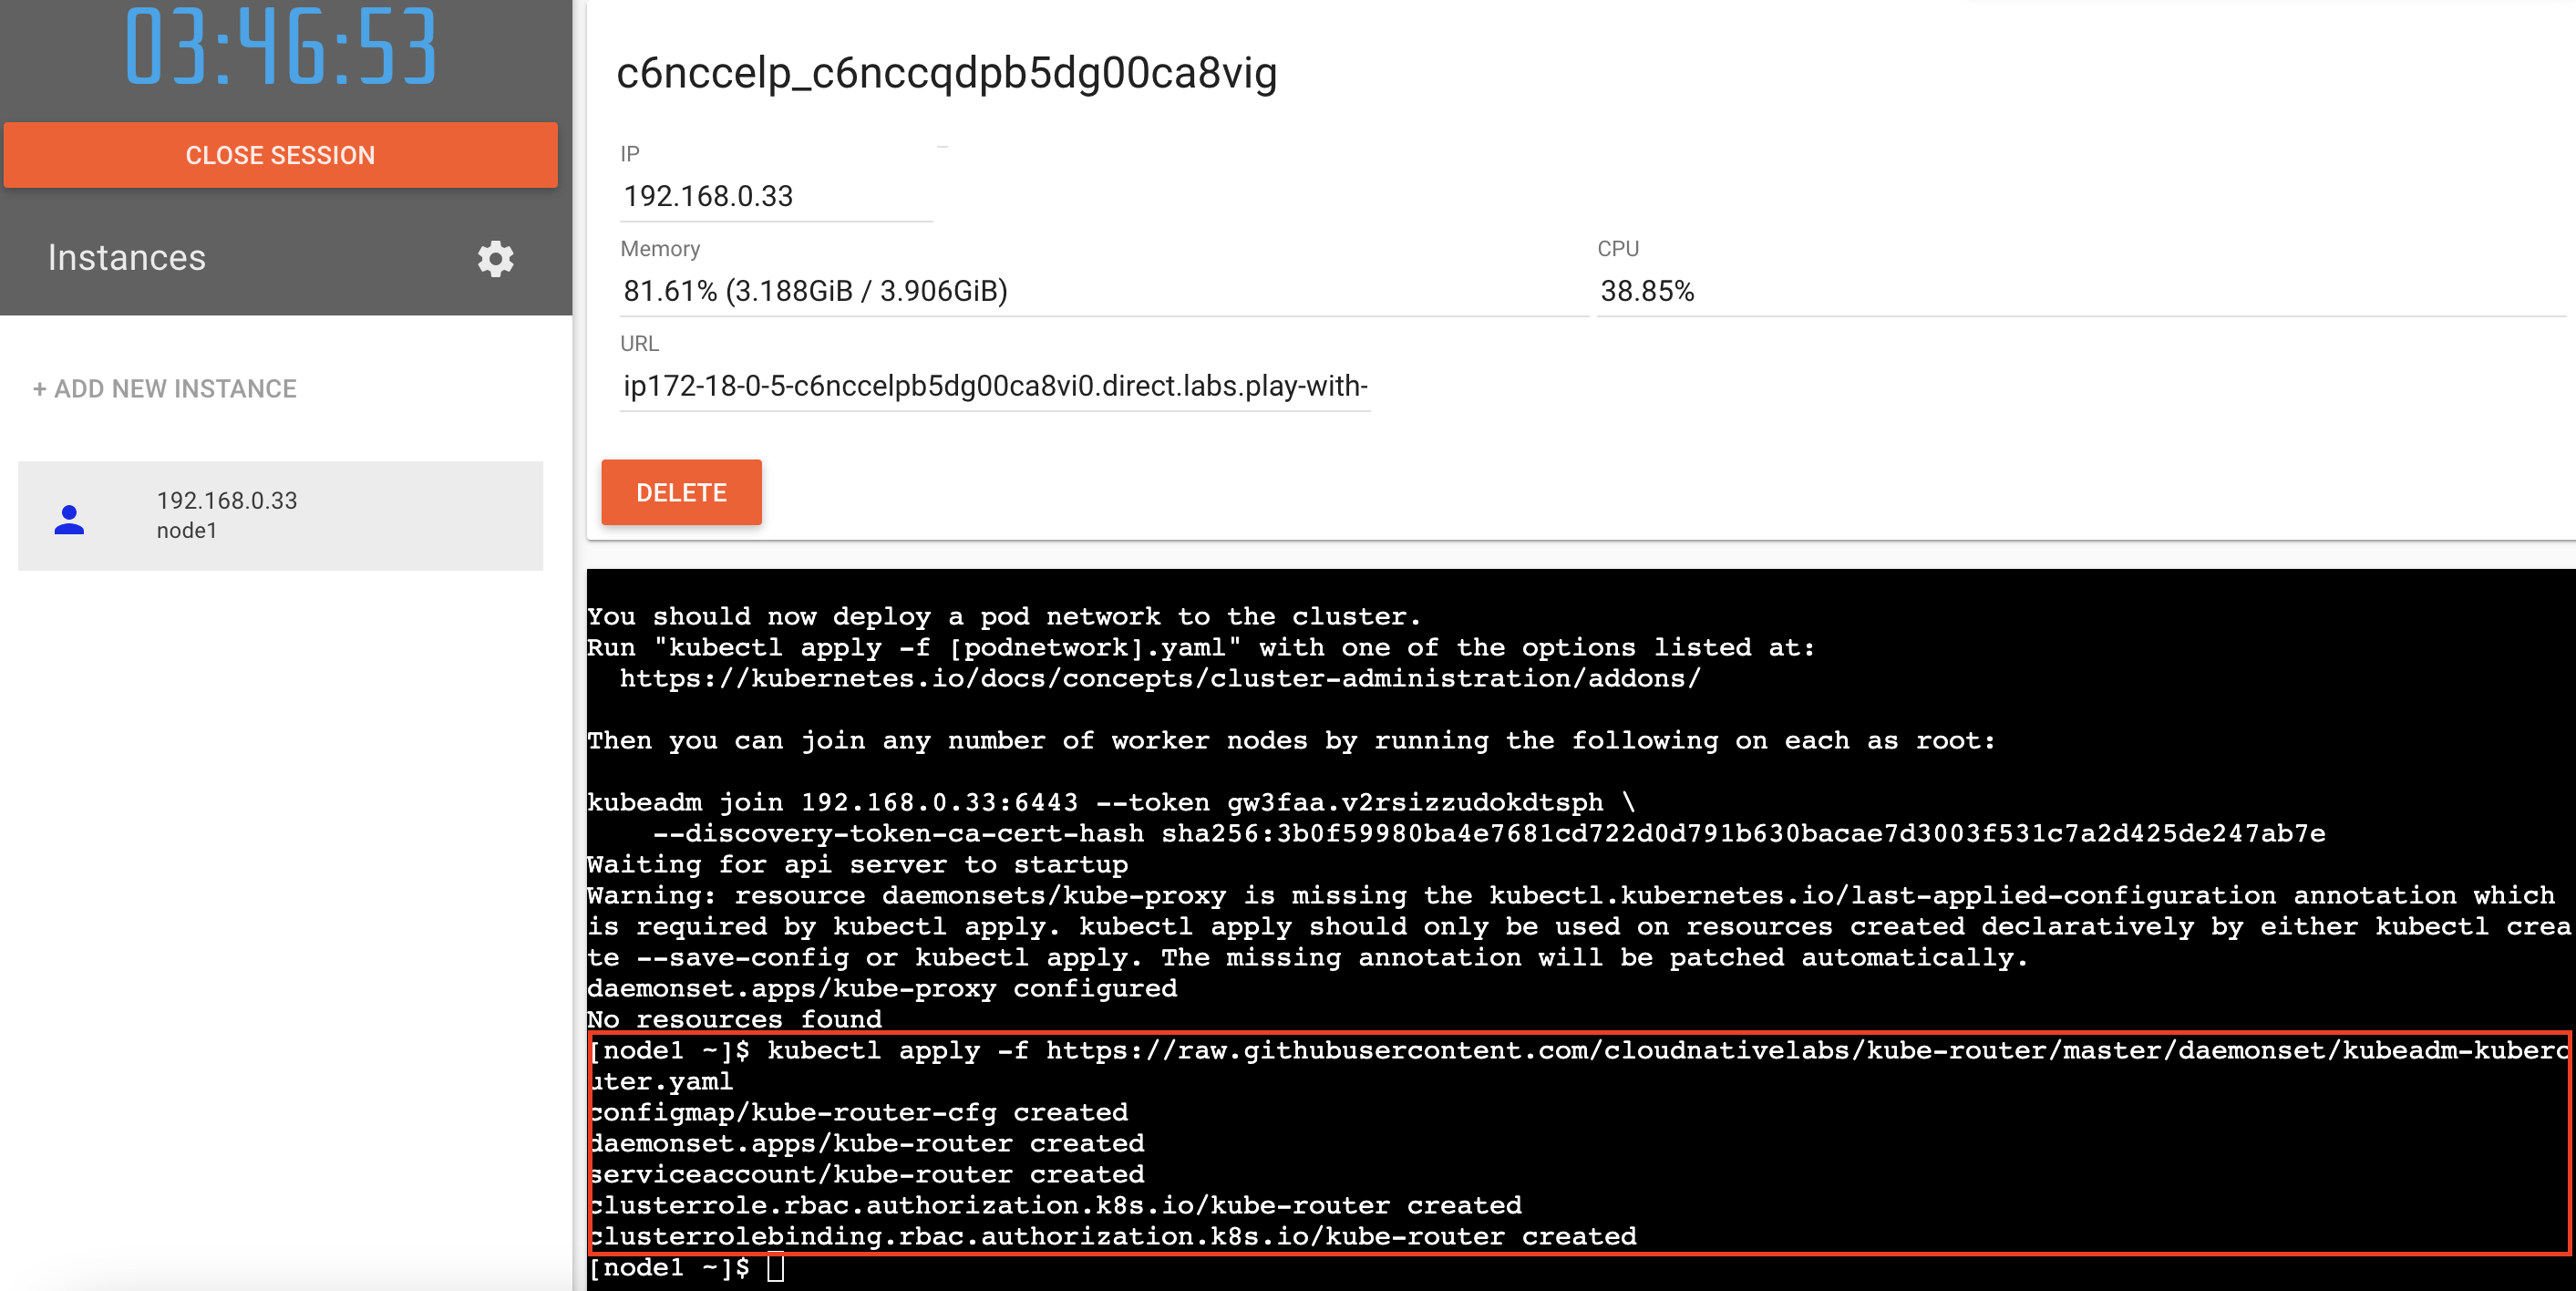 03:46:53
CLOSE SESSION
Instances
+ ADD NEW INSTANCE
192.168.0.33
node1
c6nccelp_c6nccqdpb5dg00ca8vig
IP
192.168.0.33
Memory
81.61% (3.188GiB / 3.906GiB)
CPU
38.85%
URL
ip172-18-0-5-c6nccelpb5dg00ca8vi0.direct.labs.play-with-
DELETE
You should now deploy a pod network to the cluster.
Run "kubectl apply -f [podnetwork].yaml" with one of the options listed at:
  https://kubernetes.io/docs/concepts/cluster-administration/addons/
Then you can join any number of worker nodes by running the following on each as root:
kubeadm join 192.168.0.33:6443 --token gw3faa.v2rsizzudokdtsph \
    --discovery-token-ca-cert-hash sha256:3b0f59980ba4e7681cd722d0d791b630bacae7d3003f531c7a2d425de247ab7e
Waiting for api server to startup
Warning: resource daemonsets/kube-proxy is missing the kubectl.kubernetes.io/last-applied-configuration annotation which
is required by kubectl apply. kubectl apply should only be used on resources created declaratively by either kubectl crea
te --save-config or kubectl apply. The missing annotation will be patched automatically.
daemonset.apps/kube-proxy configured
No resources found
[node1 ~]$ kubectl apply -f https://raw.githubusercontent.com/cloudnativelabs/kube-router/master/daemonset/kubeadm-kubero
uter.yaml
configmap/kube-router-cfg created
daemonset.apps/kube-router created
serviceaccount/kube-router created
clusterrole.rbac.authorization.k8s.io/kube-router created
clusterrolebinding.rbac.authorization.k8s.io/kube-router created
[node1 ~]$